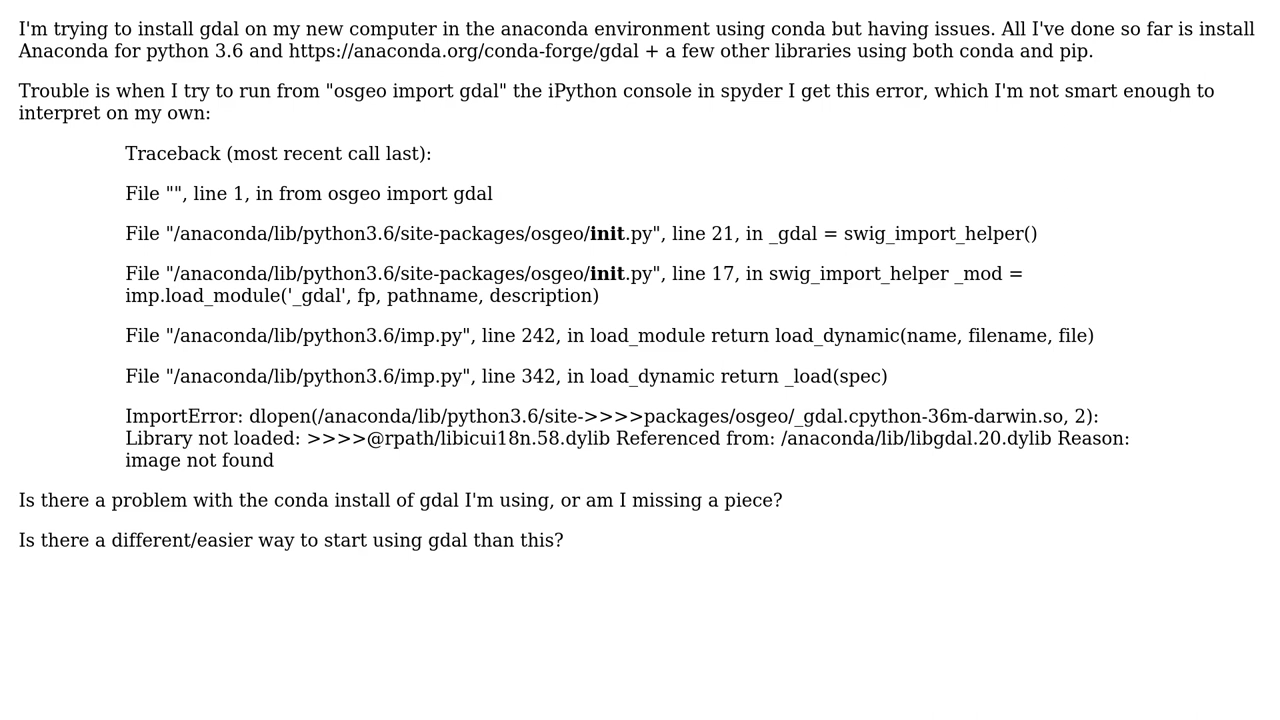 I'm trying to install gdal on my new computer in the anaconda environment using conda but having issues. All I've done so far is install
Anaconda for python 3.6 and https://anaconda.org/conda-forge/gdal + a few other libraries using both conda and pip.
Trouble is when I try to run from "osgeo import gdal" the iPython console in spyder I get this error, which I'm not smart enough to
interpret on my own:
Traceback (most recent call last):
File "", line 1, in from osgeo import gdal
File "/anaconda/lib/python3.6/site-packages/osgeo/init.py", line 21, in _gdal = swig_import_helper()
File "/anaconda/lib/python3.6/site-packages/osgeo/init.py", line 17, in swig_import_helper _mod =
imp.load_module('_gdal', fp, pathname, description)
File "/anaconda/lib/python3.6/imp.py", line 242, in load_module return load_dynamic(name, filename, file)
File "/anaconda/lib/python3.6/imp.py", line 342, in load_dynamic return _load(spec)
ImportError: dlopen(/anaconda/lib/python3.6/site->>>>packages/osgeo/_gdal.cpython-36m-darwin.so, 2):
Library not loaded: >>>>@rpath/libicui18n.58.dylib Referenced from: /anaconda/lib/libgdal.20.dylib Reason:
image not found
Is there a problem with the conda install of gdal I'm using, or am I missing a piece?
Is there a different/easier way to start using gdal than this?